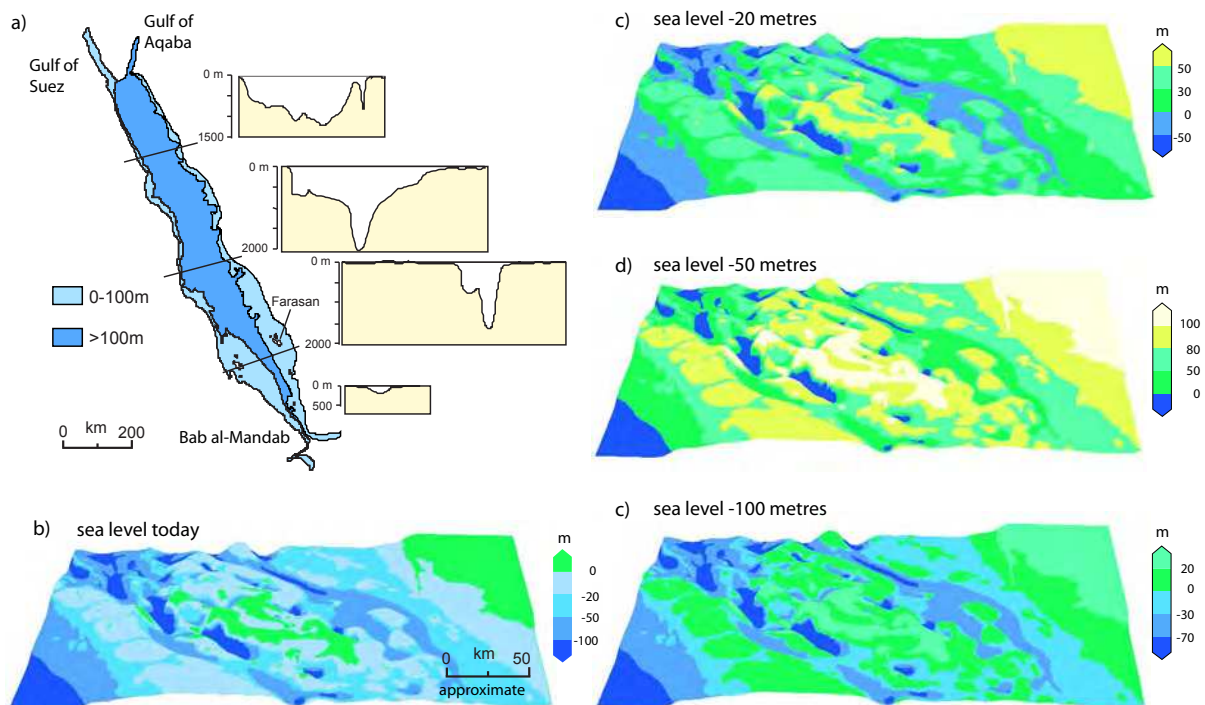 a)
Gulf of
Aqaba
Gulf of
Suez
0 m
1500
0 m
2000
0 m
2000
0 m
500
0-100m
>100m
Farasan
km
0 200
Bab al-Mandab
b) sea level today
m
0
-20
-50
-100
0 km 50
approximate
c) sea level -20 metres
m
50
30
0
-50
d) sea level -50 metres
m
100
80
50
0
c) sea level -100 metres
m
20
0
-30
-70